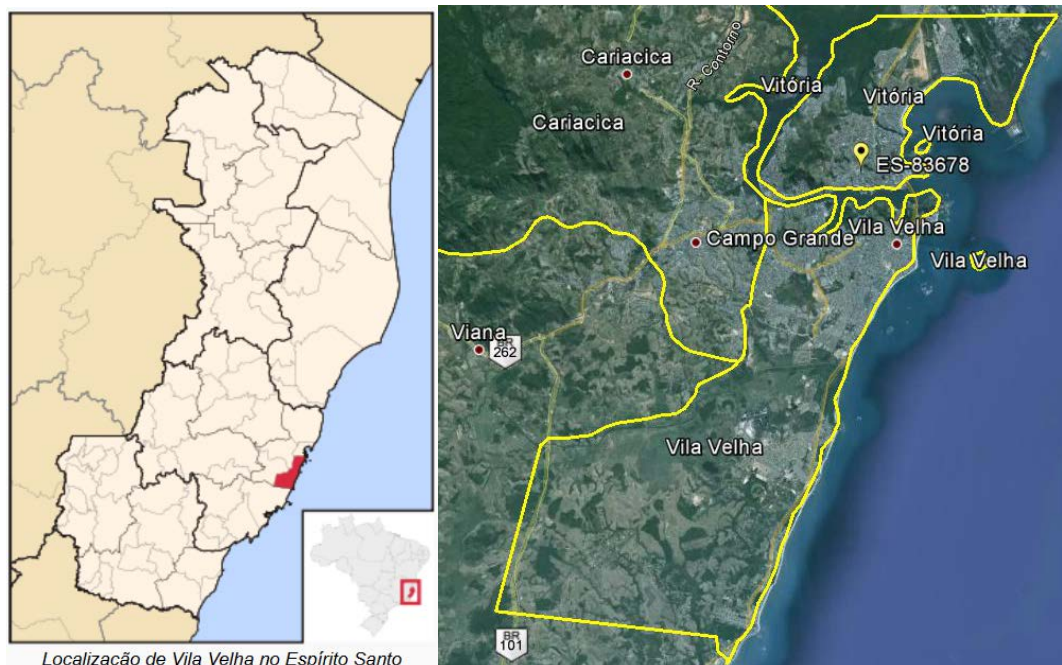 Localização de Vila Velha no Espírito Santo
Cariacica
R. Contorno
Vitória
Vitória
Cariacica
Vitória
ES-83678
Campo Grande
Vila Velha
Vila Velha
Viana
BR
262
Vila Velha
BR
101